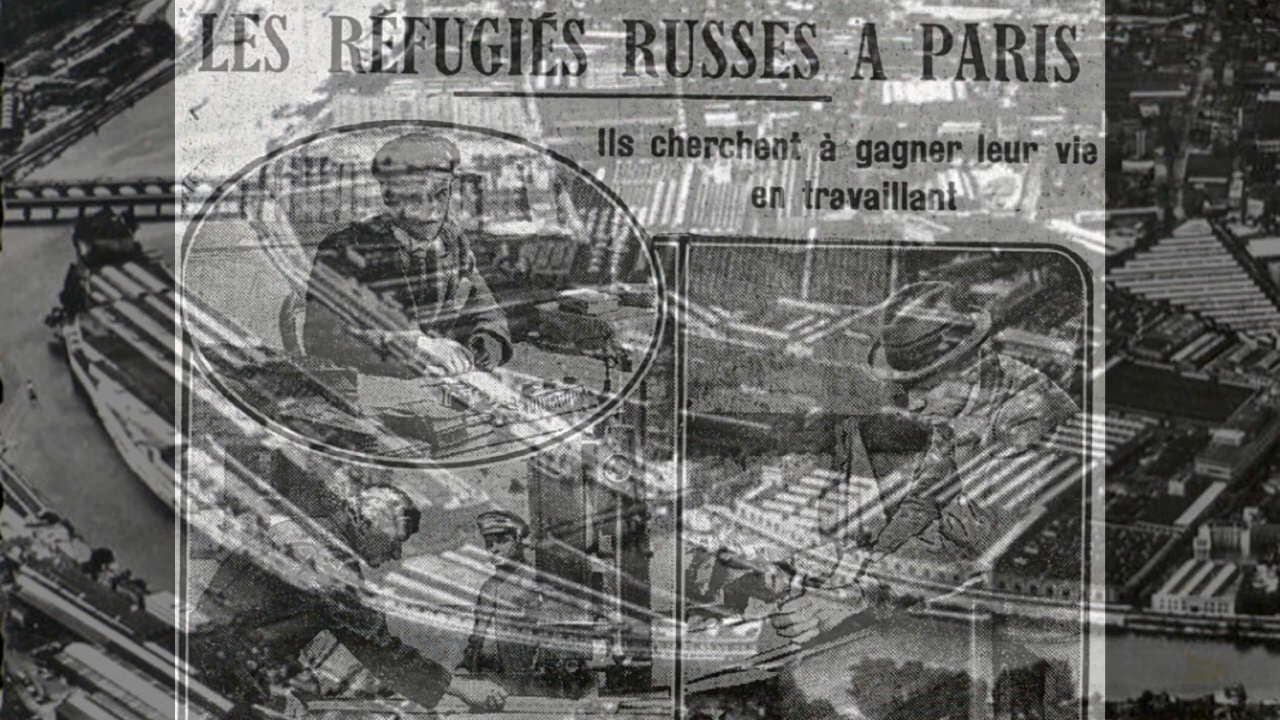 LES RÉFUGIÉS RUSSES A PARIS
Ils cherchent à gagner leur vie
en travaillant